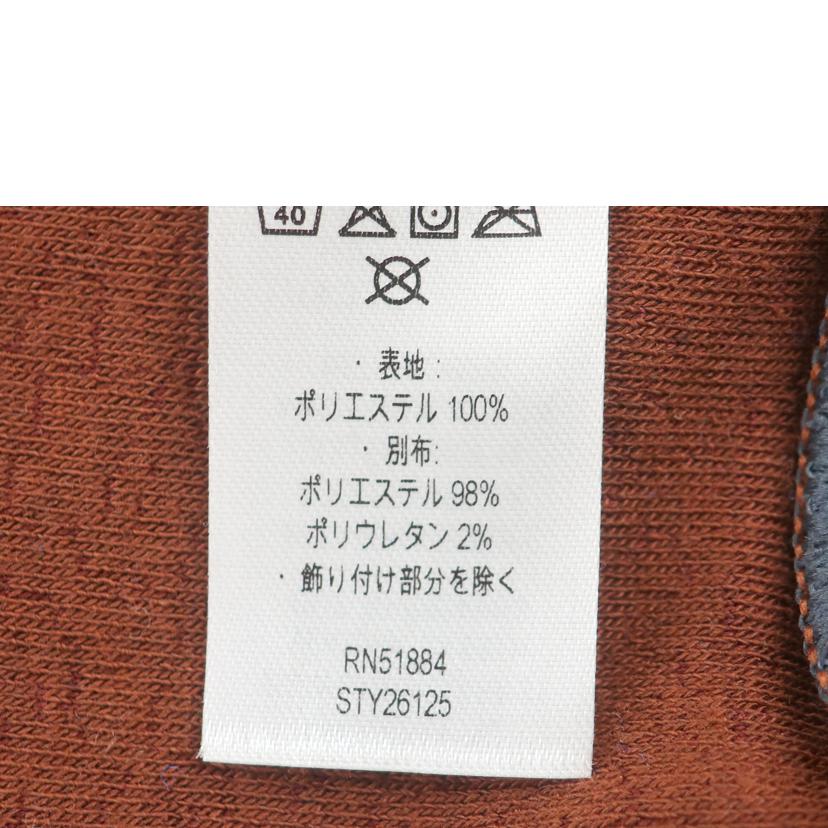 40
・表地:
ポリエステル 100%
・別布:
ポリエステル 98%
ポリウレタン 2%
・飾り付け部分を除く
RN51884
STY26125